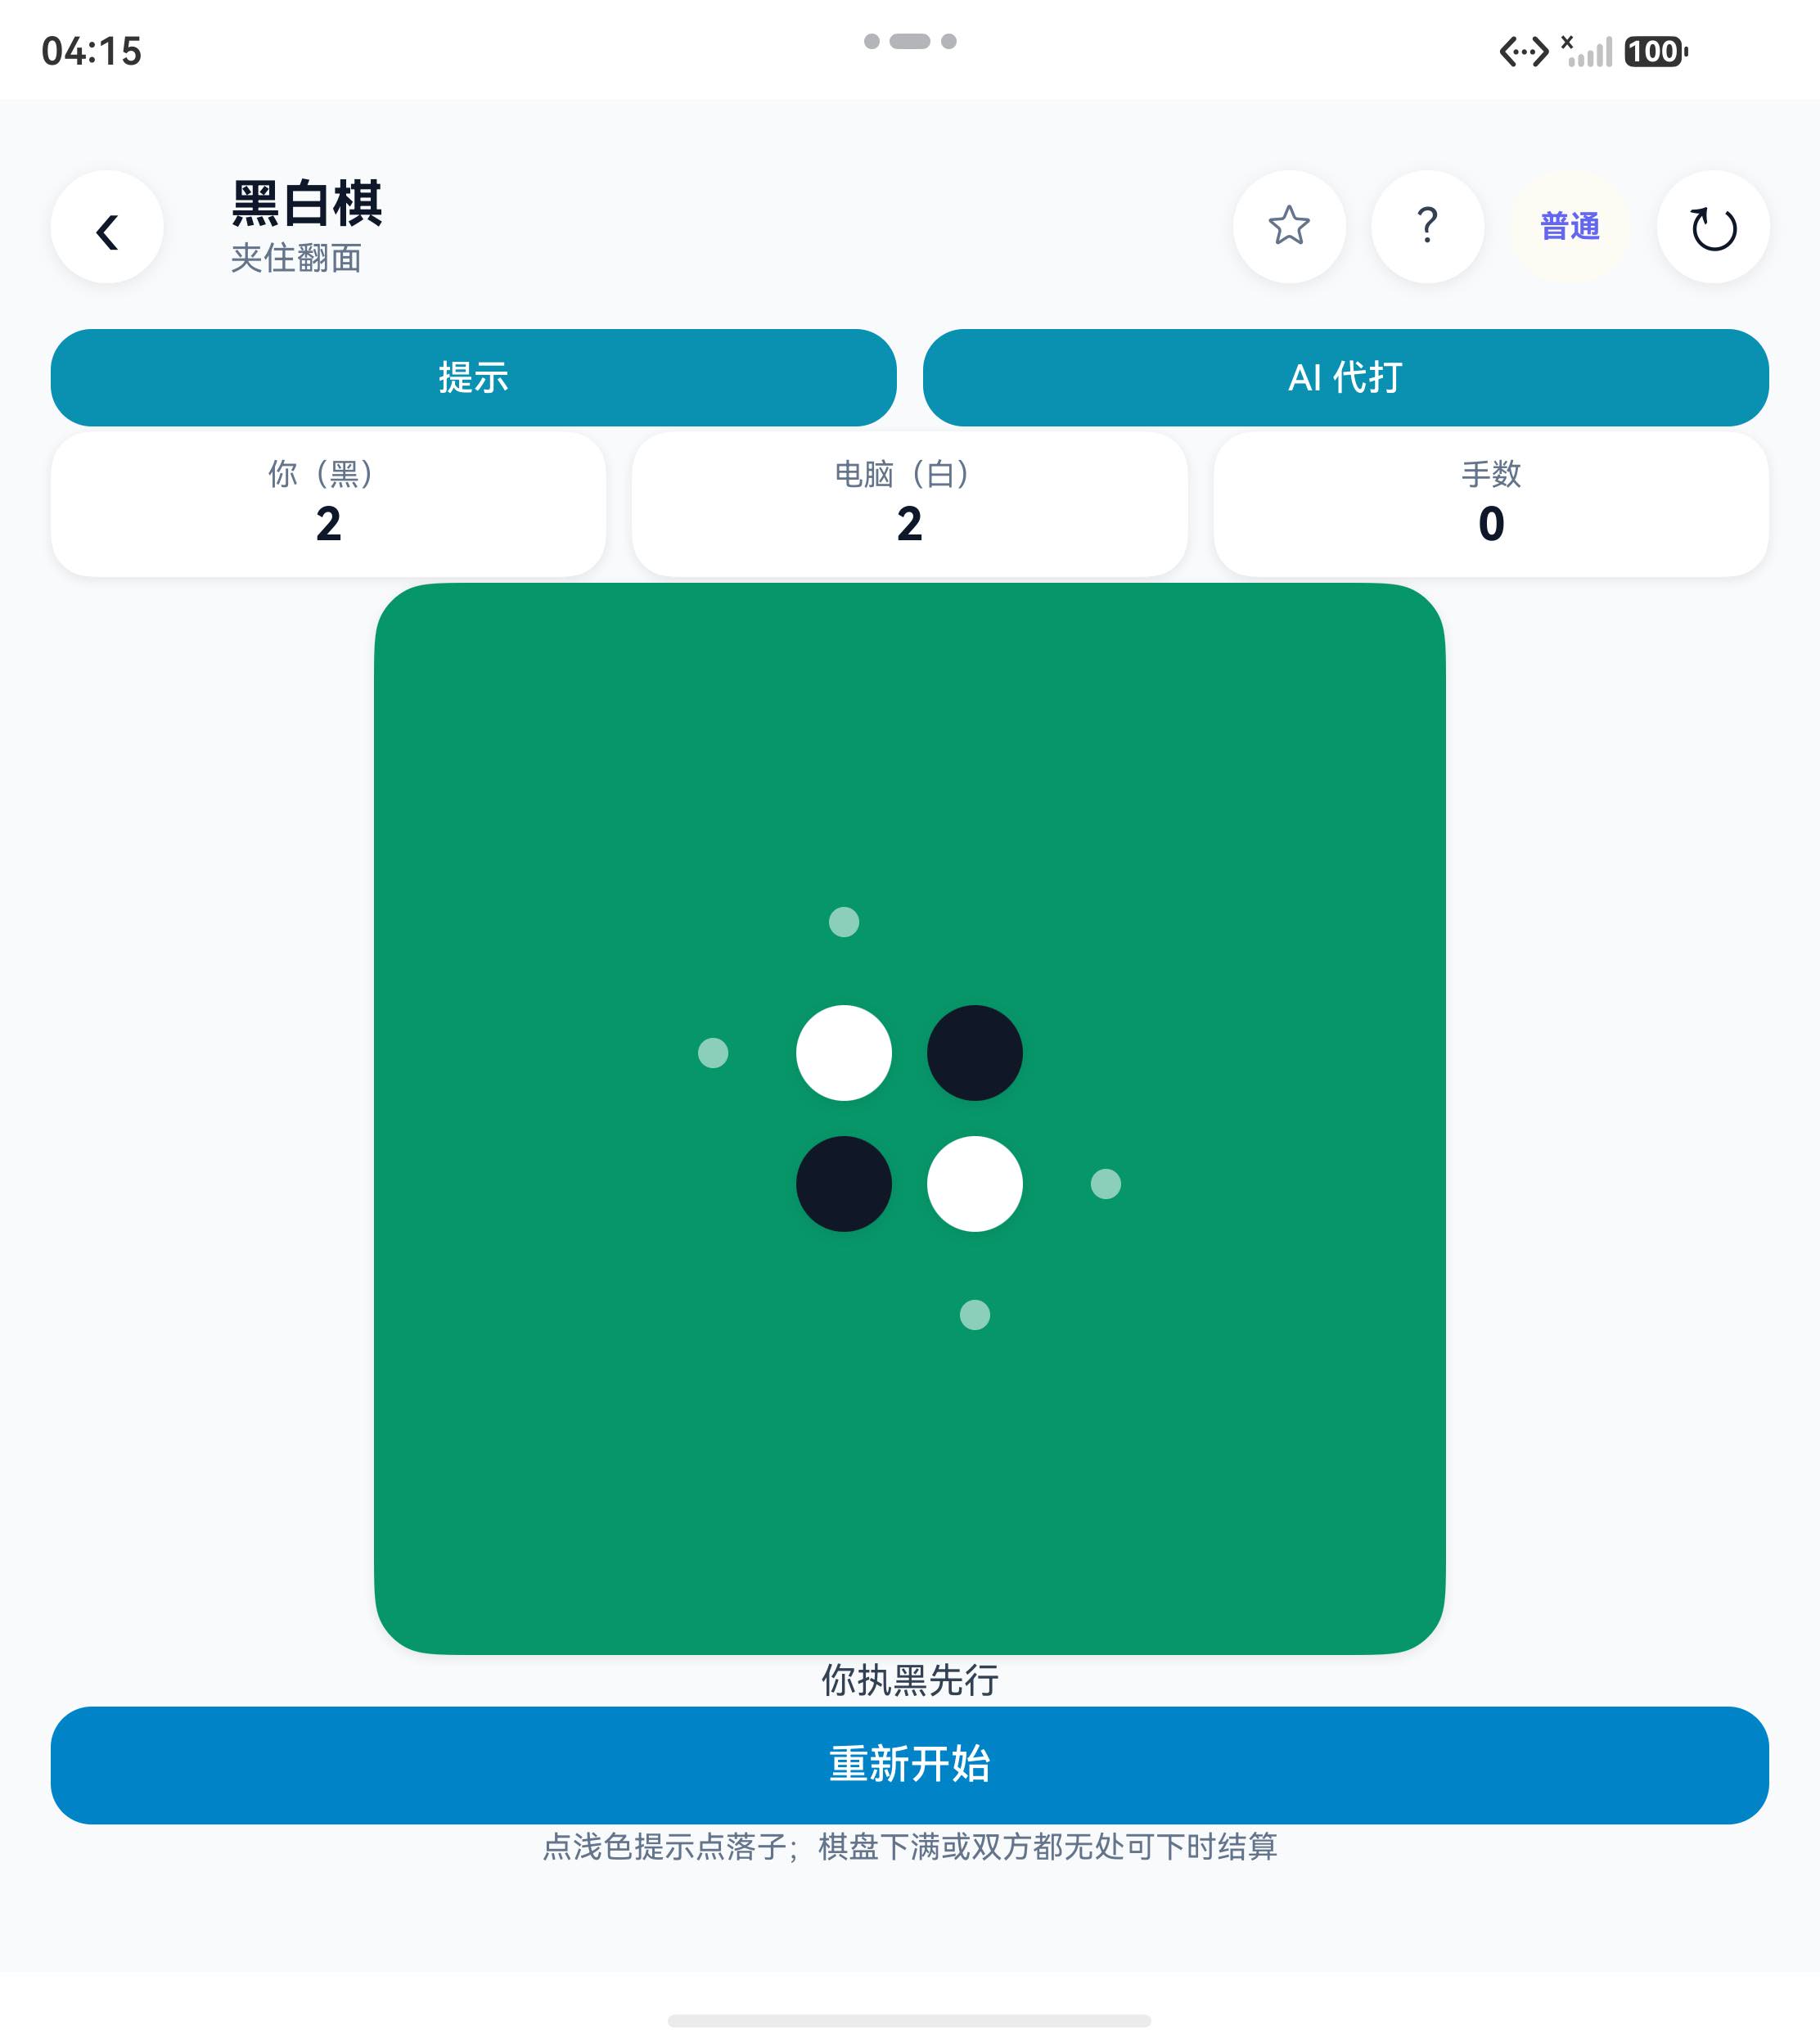 04:15
100
黑白棋
夹住翻面
?
普通
提示
AI 代打
你（黑）
2
电脑（白）
2
手数
0
你执黑先行
重新开始
点浅色提示点落子；棋盘下满或双方都无处可下时结算